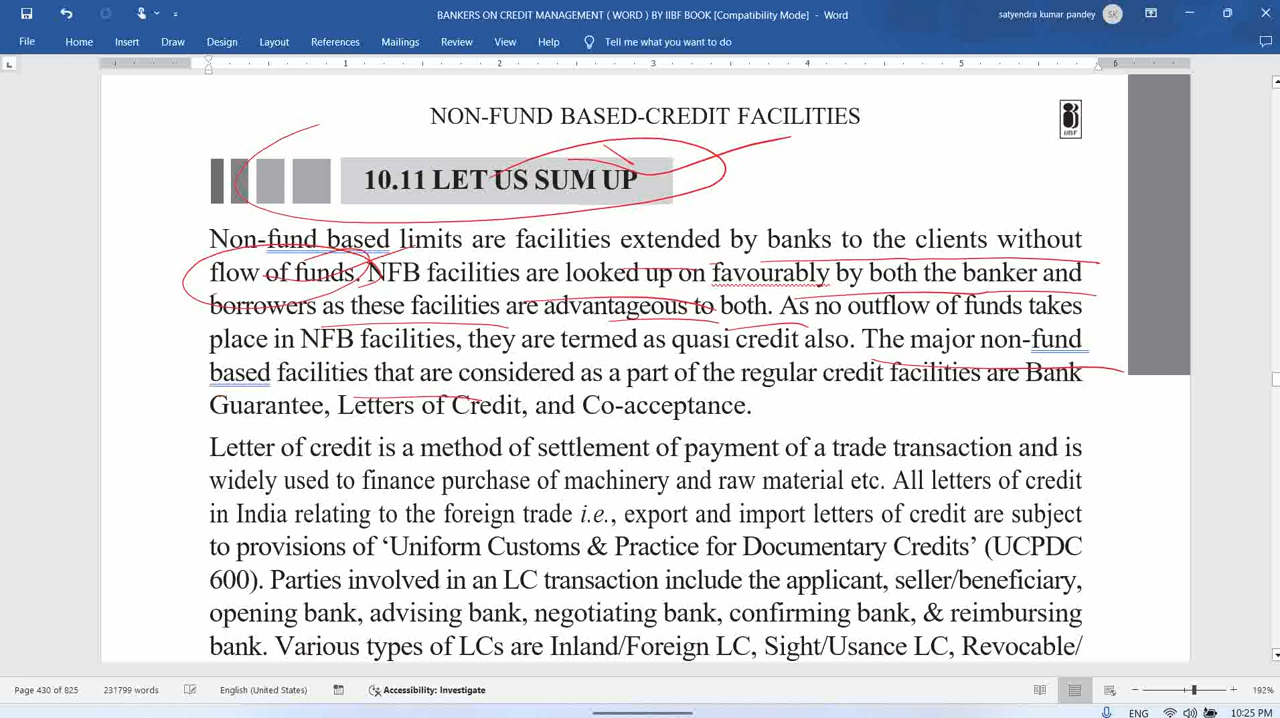 BANKERS ON CREDIT MANAGEMENT ( WORD ) BY IIBF BOOK [Compatibility Mode] - Word
satyendra kumar pandey SK
File Home Insert Draw Design Layout References Mailings Review View Help Tell me what you want to do
1 2 3 4 5 6
NON-FUND BASED-CREDIT FACILITIES
IIBF
10.11 LET US SUM UP
Non-fund based limits are facilities extended by banks to the clients without
flow of funds. NFB facilities are looked up on favourably by both the banker and
borrowers as these facilities are advantageous to both. As no outflow of funds takes
place in NFB facilities, they are termed as quasi credit also. The major non-fund
based facilities that are considered as a part of the regular credit facilities are Bank
Guarantee, Letters of Credit, and Co-acceptance.
Letter of credit is a method of settlement of payment of a trade transaction and is
widely used to finance purchase of machinery and raw material etc. All letters of credit
in India relating to the foreign trade i.e., export and import letters of credit are subject
to provisions of ‘Uniform Customs & Practice for Documentary Credits’ (UCPDC
600). Parties involved in an LC transaction include the applicant, seller/beneficiary,
opening bank, advising bank, negotiating bank, confirming bank, & reimbursing
bank. Various types of LCs are Inland/Foreign LC, Sight/Usance LC, Revocable/
Page 430 of 825 231799 words English (United States) Accessibility: Investigate 192%
ENG 10:25 PM